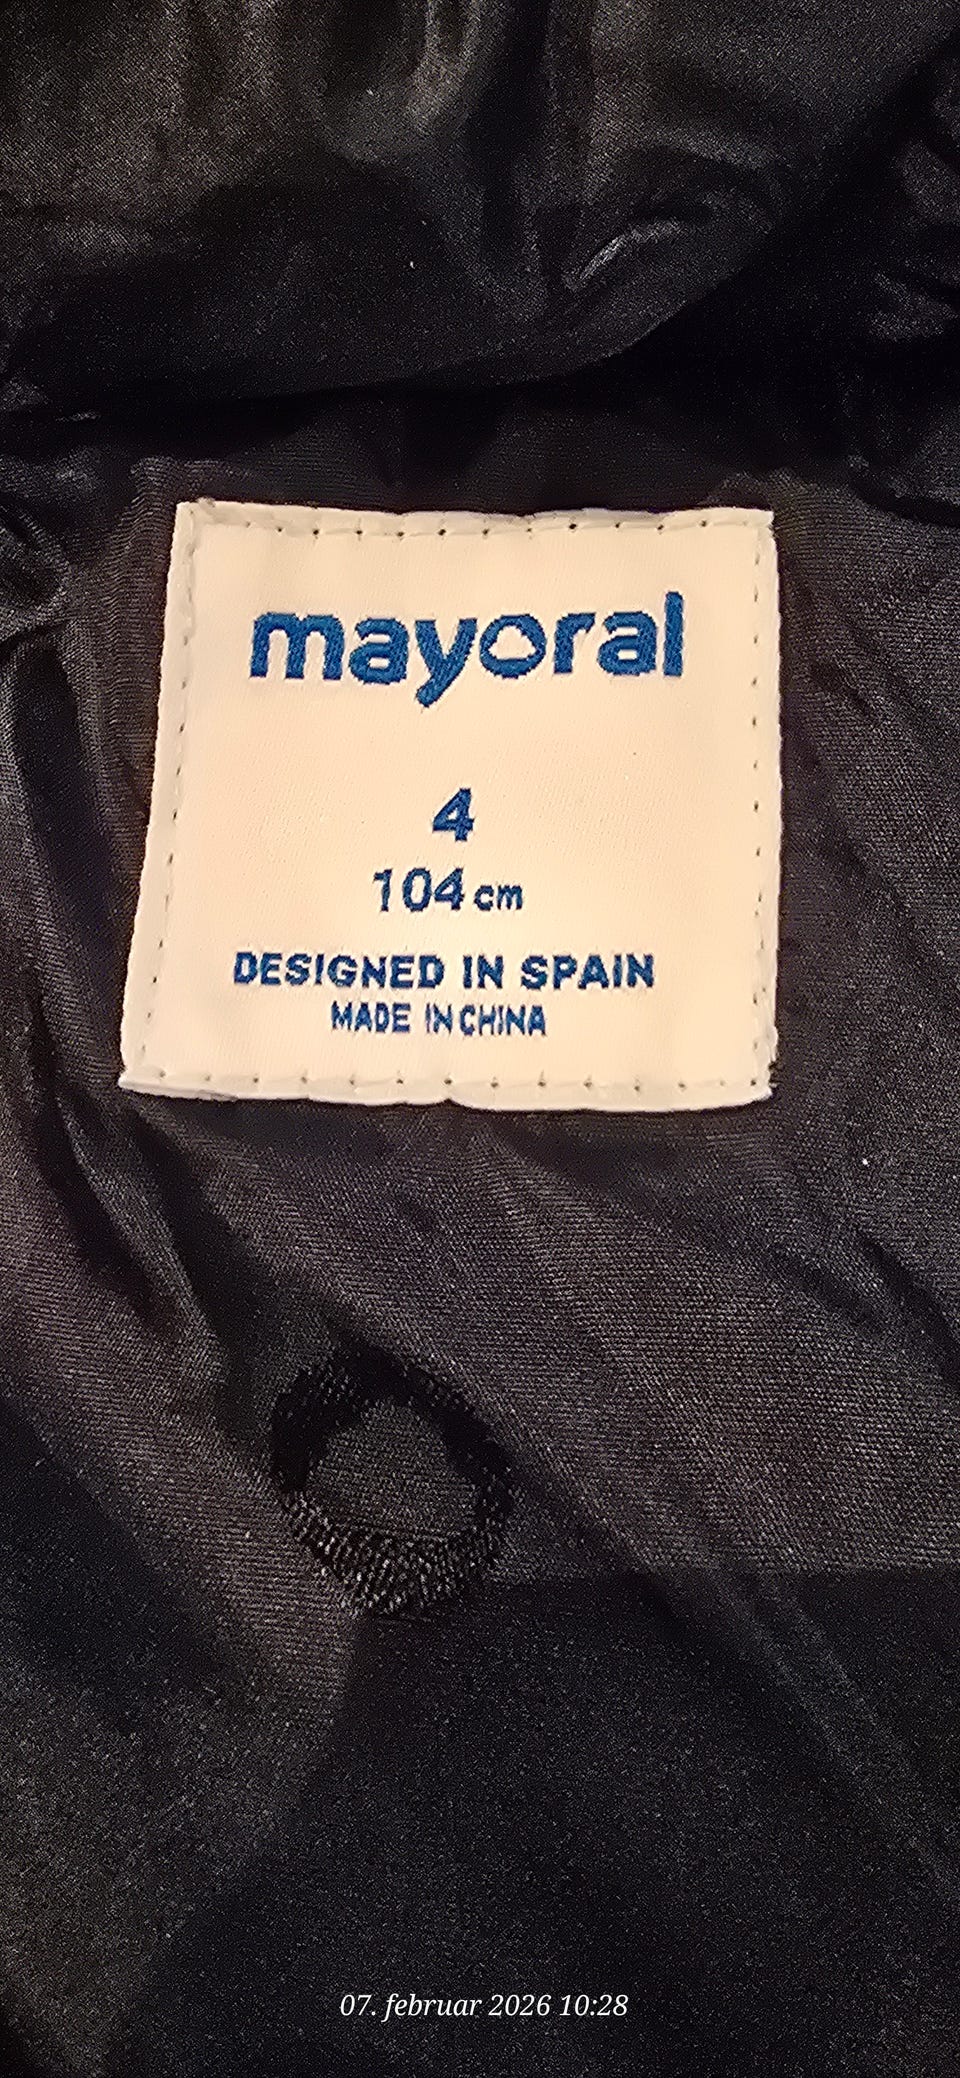 mayoral
4
104 cm
DESIGNED IN SPAIN
MADE IN CHINA
07. februar 2026 10:28